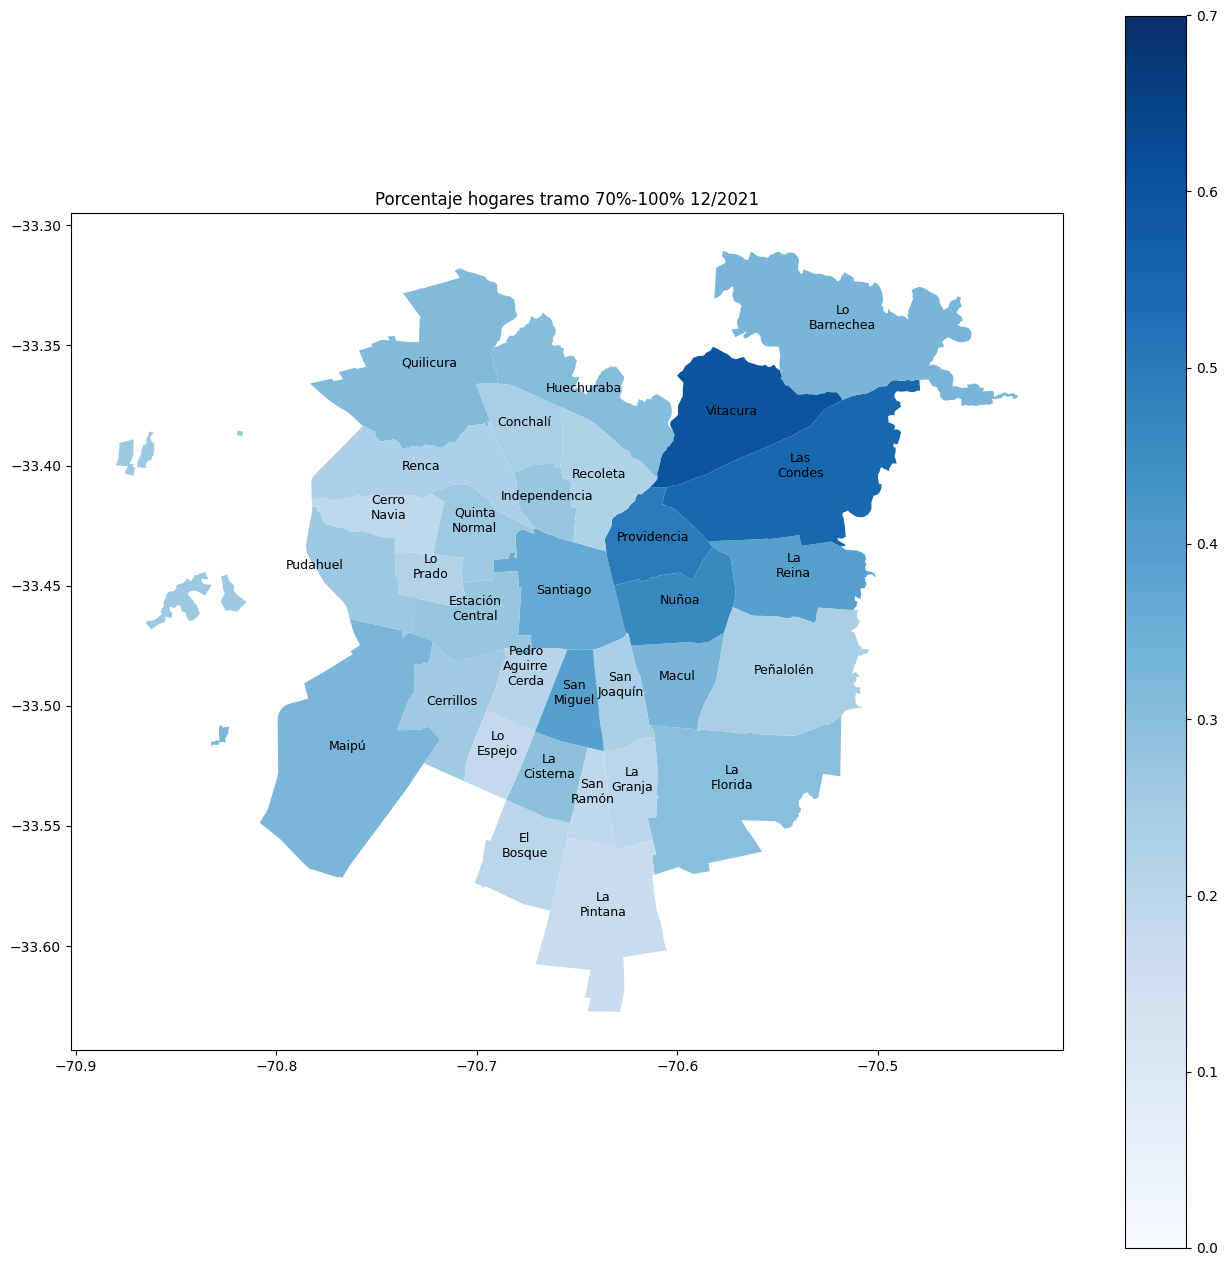 Porcentaje hogares tramo 70%-100% 12/2021
0.7
0.6
0.5
0.4
0.3
0.2
0.1
0.0
−33.30
−33.35
−33.40
−33.45
−33.50
−33.55
−33.60
Lo
Barnechea
Quilicura
Huechuraba
Vitacura
Conchalí
Las
Condes
Renca
Recoleta
Independencia
Cerro
Navia
Quinta
Normal
Providencia
Pudahuel
Lo
Prado
La
Reina
Santiago
Nuñoa
Estación
Central
Pedro
Aguirre
Cerda
Peñalolén
Macul
San
Joaquín
San
Miguel
Cerrillos
Maipú
Lo
Espejo
La
Cisterna
San
Ramón
La
Granja
La
Florida
El
Bosque
La
Pintana
−70.9
−70.8
−70.7
−70.6
−70.5